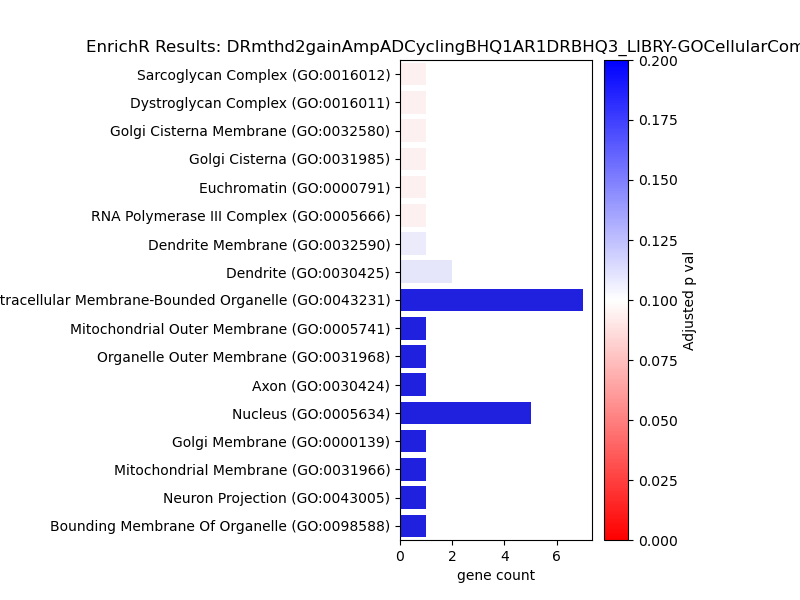 EnrichR Results: DRmthd2gainAmpADCyclingBHQ1AR1DRBHQ3_LIBRY-GOCellularCom
Sarcoglycan Complex (GO:0016012)
Dystroglycan Complex (GO:0016011)
Golgi Cisterna Membrane (GO:0032580)
Golgi Cisterna (GO:0031985)
Euchromatin (GO:0000791)
RNA Polymerase III Complex (GO:0005666)
Dendrite Membrane (GO:0032590)
Dendrite (GO:0030425)
tracellular Membrane-Bounded Organelle (GO:0043231)
Mitochondrial Outer Membrane (GO:0005741)
Organelle Outer Membrane (GO:0031968)
Axon (GO:0030424)
Nucleus (GO:0005634)
Golgi Membrane (GO:0000139)
Mitochondrial Membrane (GO:0031966)
Neuron Projection (GO:0043005)
Bounding Membrane Of Organelle (GO:0098588)
0 2 4 6
gene count
0.200
0.175
0.150
0.125
0.100
0.075
0.050
0.025
0.000
Adjusted p val